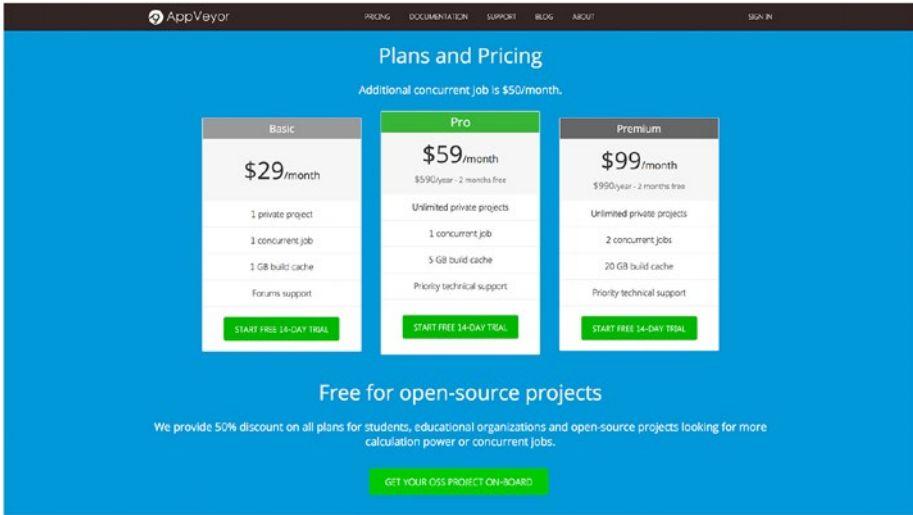 AppVeyor
PRICING DOCUMENTATION SUPPORT BLOG ABOUT SIGN IN
Plans and Pricing
Additional concurrent job is $50/month.
Basic
$29/month
1 private project
1 concurrent job
1 GB build cache
Forums support
START FREE 14-DAY TRIAL
Pro
$59/month
$590/year - 2 months free
Unlimited private projects
1 concurrent job
5 GB build cache
Priority technical support
START FREE 14-DAY TRIAL
Premium
$99/month
$990/year - 2 months free
Unlimited private projects
2 concurrent jobs
20 GB build cache
Priority technical support
START FREE 14-DAY TRIAL
Free for open-source projects
We provide 50% discount on all plans for students, educational organizations and open-source projects looking for more
calculation power or concurrent jobs.
GET YOUR OSS PROJECT ON-BOARD